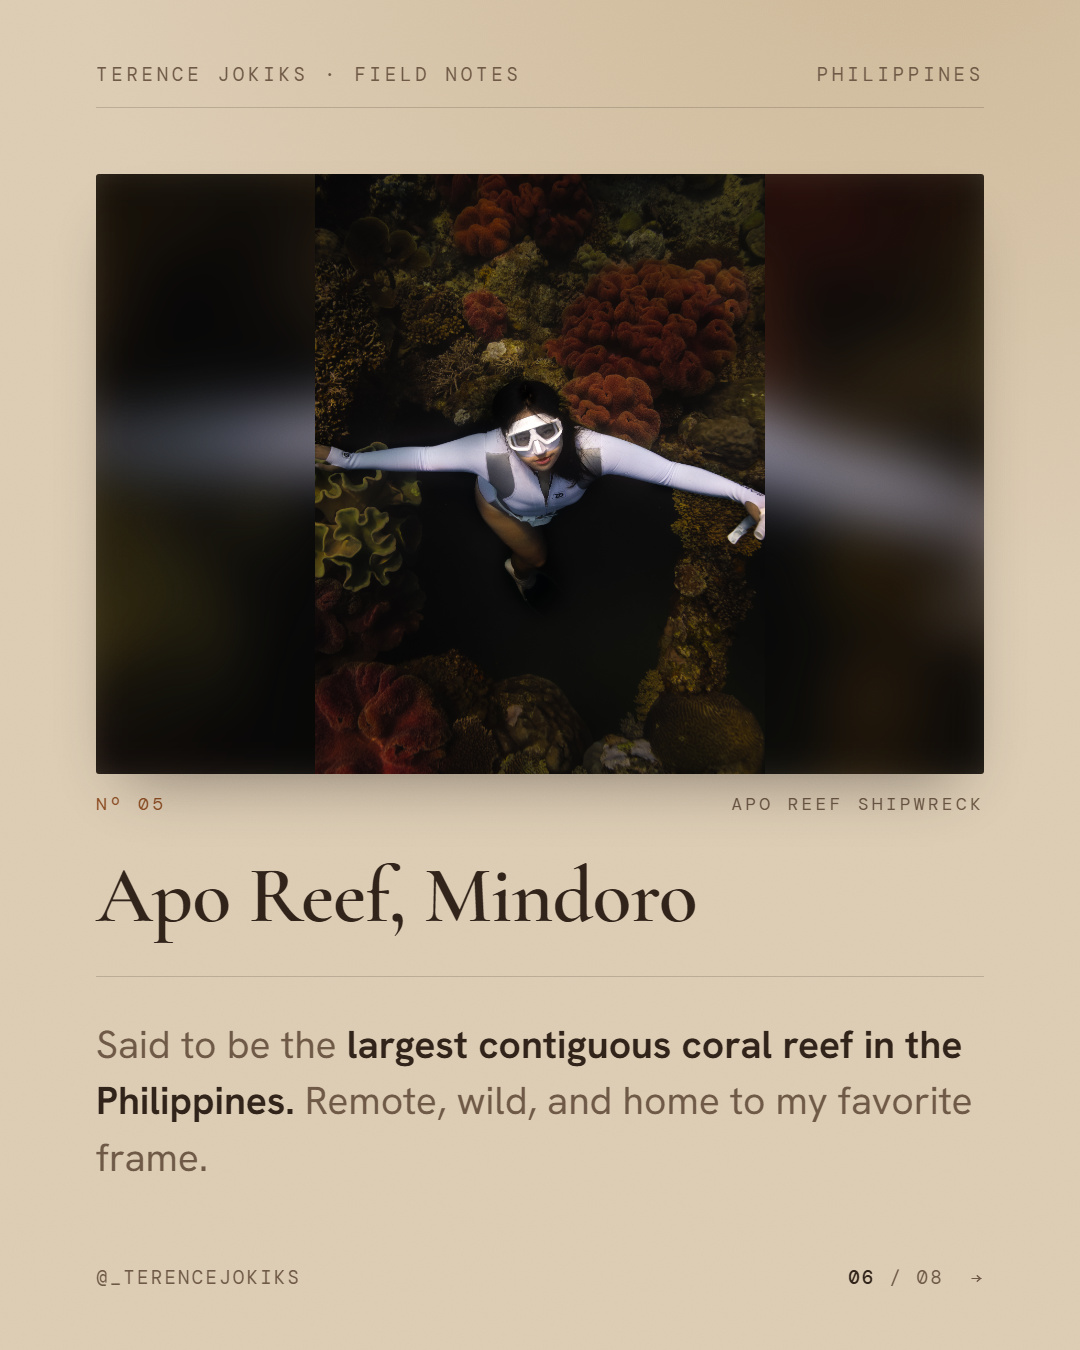 TERENCE JOKIKS · FIELD NOTES
PHILIPPINES
Nº 05
APO REEF SHIPWRECK
Apo Reef, Mindoro
Said to be the largest contiguous coral reef in the
Philippines. Remote, wild, and home to my favorite
frame.
@_TERENCEJOKIKS
06 / 08 →